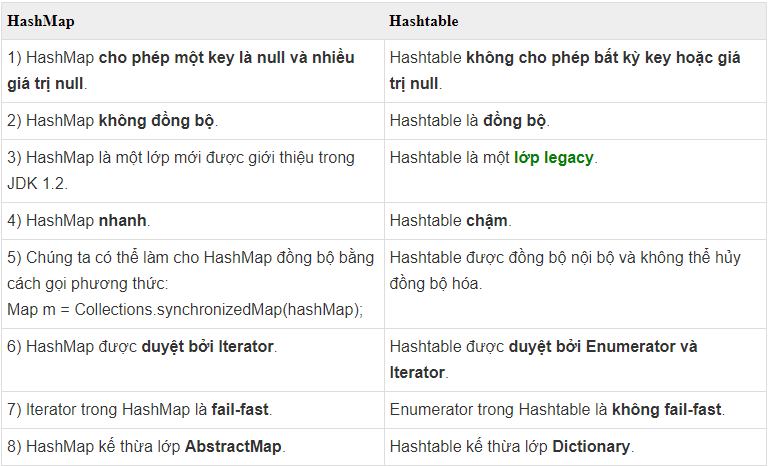 HashMap
Hashtable
1) HashMap cho phép một key là null và nhiều
giá trị null.
Hashtable không cho phép bất kỳ key hoặc giá
trị null.
2) HashMap không đồng bộ.
Hashtable là đồng bộ.
3) HashMap là một lớp mới được giới thiệu trong
JDK 1.2.
Hashtable là một lớp legacy.
4) HashMap nhanh.
Hashtable chậm.
5) Chúng ta có thể làm cho HashMap đồng bộ bằng
cách gọi phương thức:
Map m = Collections.synchronizedMap(hashMap);
Hashtable được đồng bộ nội bộ và không thể hủy
đồng bộ hóa.
6) HashMap được duyệt bởi Iterator.
Hashtable được duyệt bởi Enumerator và
Iterator.
7) Iterator trong HashMap là fail-fast.
Enumerator trong Hashtable là không fail-fast.
8) HashMap kế thừa lớp AbstractMap.
Hashtable kế thừa lớp Dictionary.